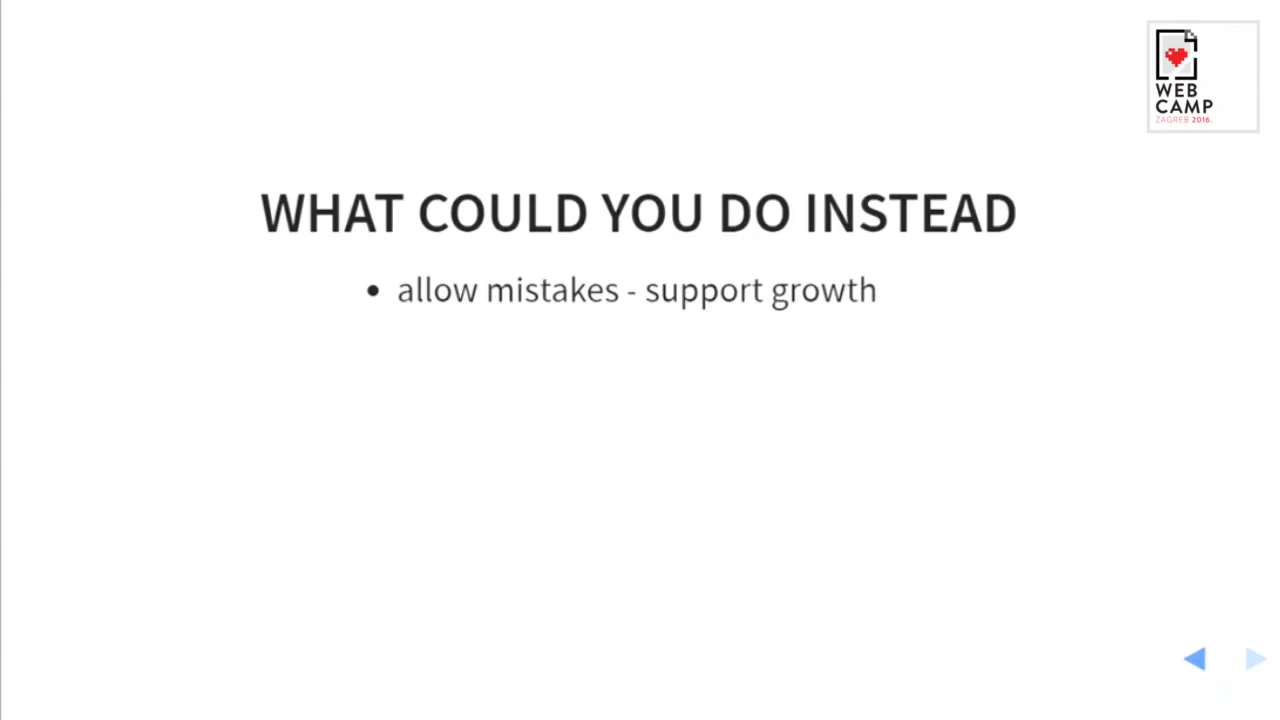 WEB
CAMP
ZAGREB 2016.
WHAT COULD YOU DO INSTEAD
• allow mistakes - support growth